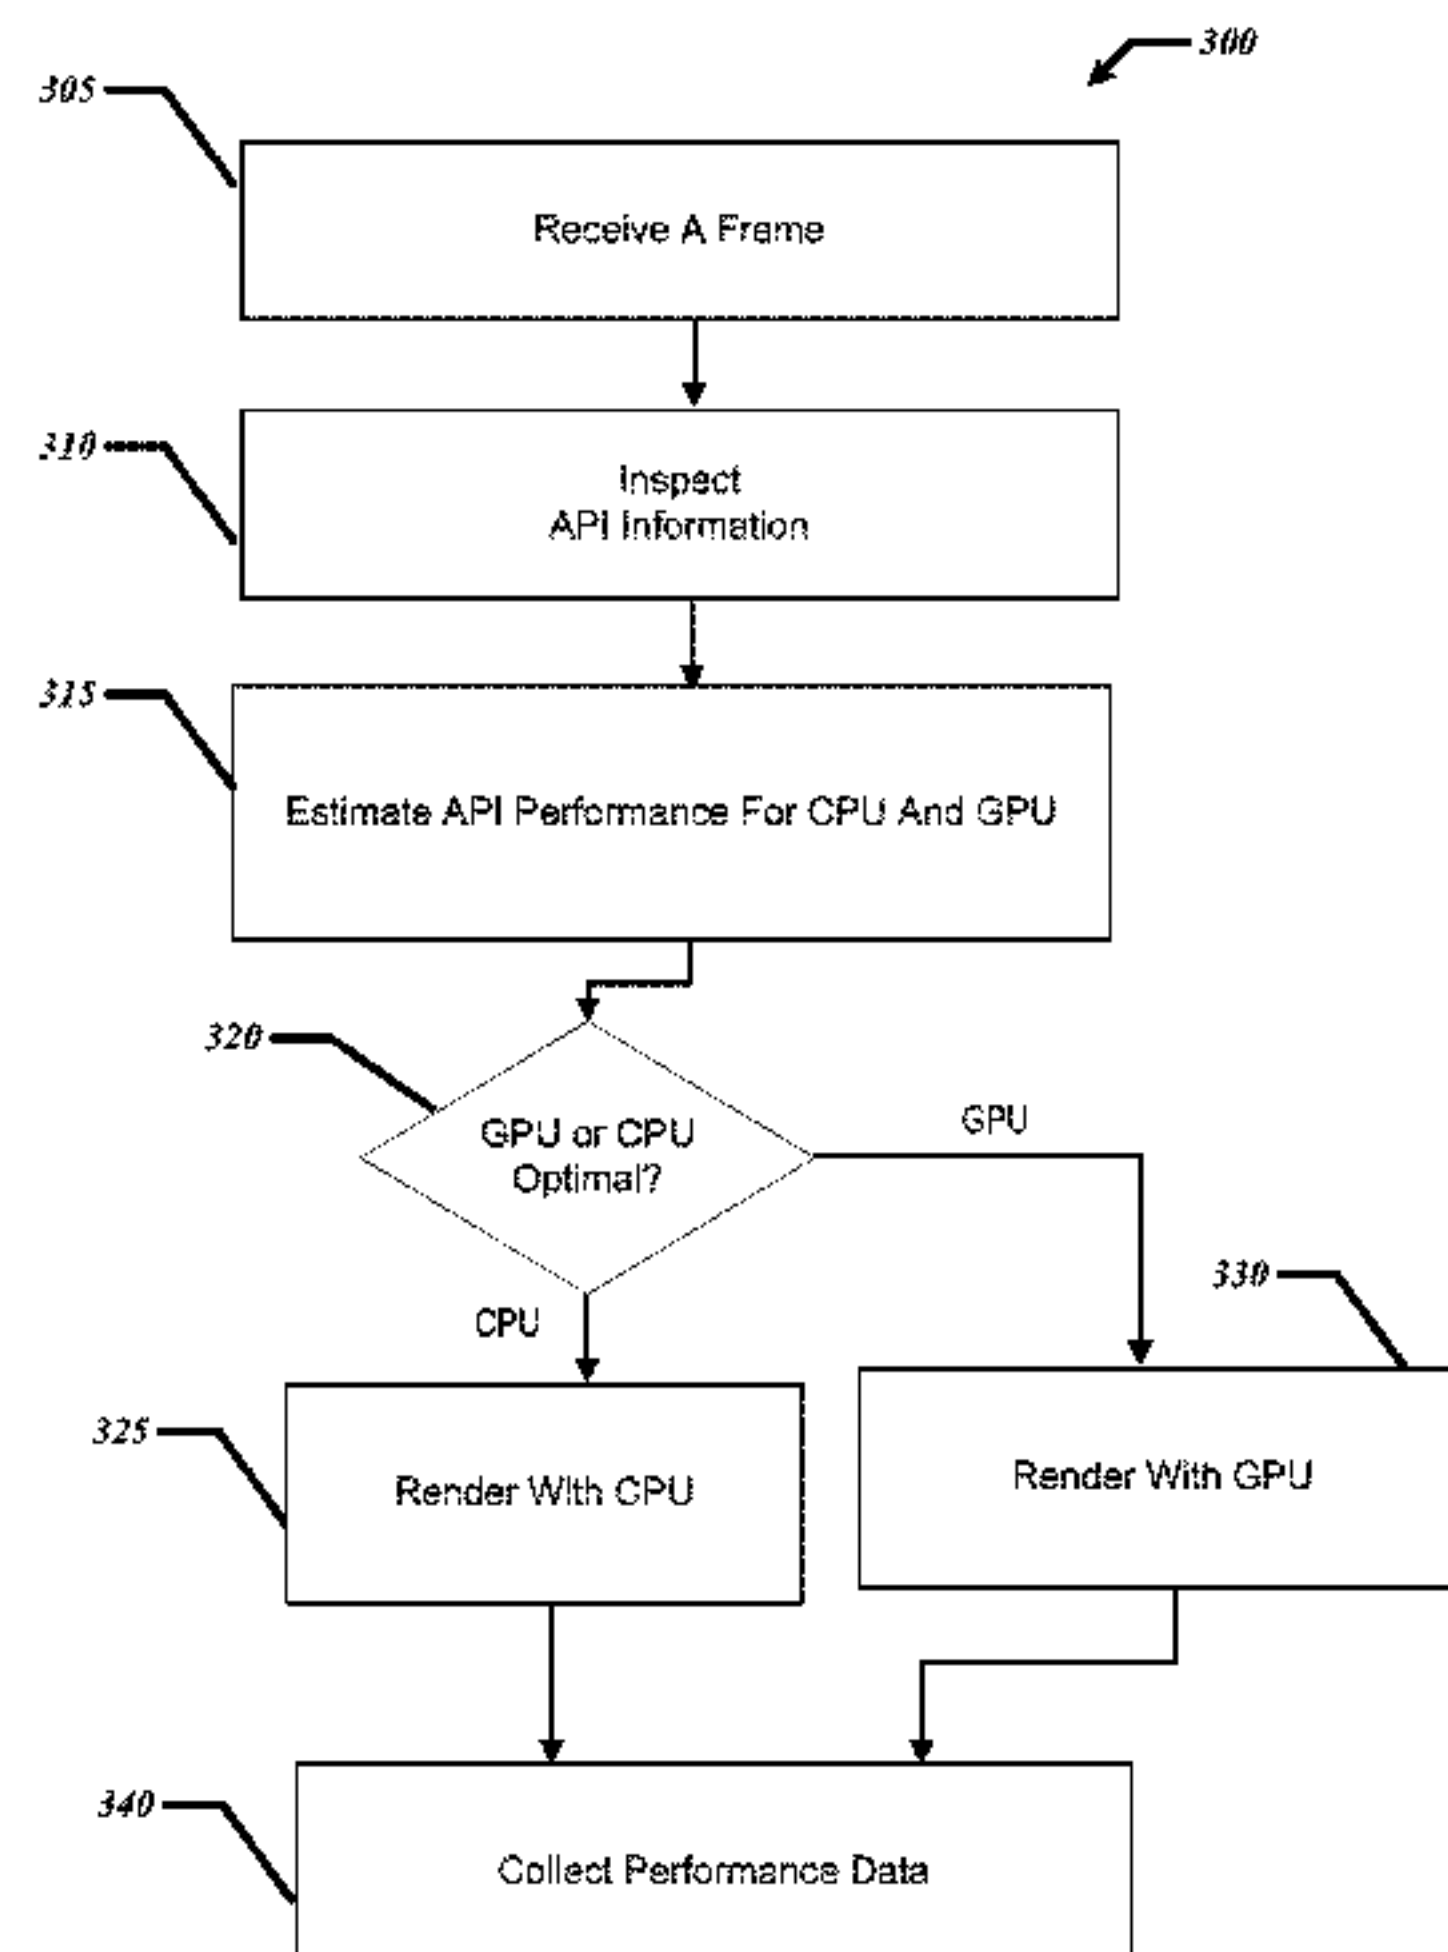 300
305
Receive A Frame
310
Inspect
API Information
315
Estimate API Performance For CPU And GPU
320
GPU or CPU
Optimal?
GPU
CPU
330
325
Render With CPU
Render With GPU
340
Collect Performance Data